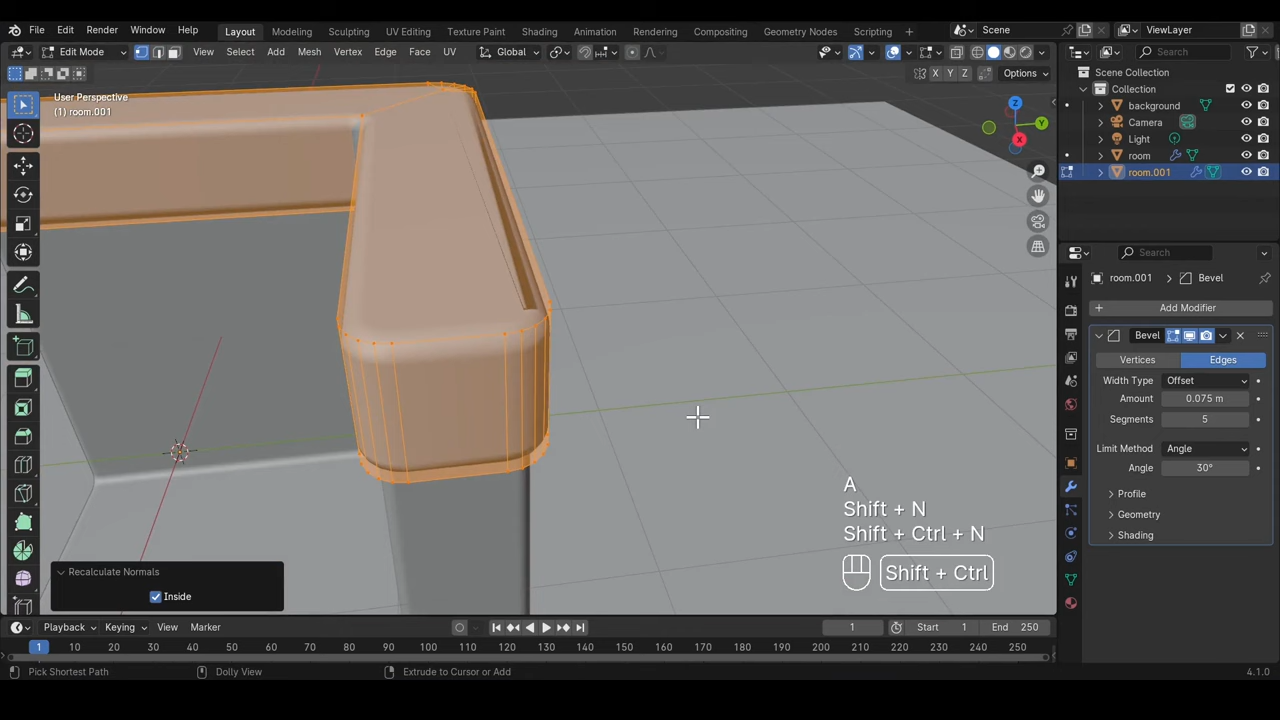 File Edit Render Window Help Layout Modeling Sculpting UV Editing Texture Paint Shading Animation Rendering Compositing Geometry Nodes Scripting + Scene ViewLayer
Edit Mode View Select Add Mesh Vertex Edge Face UV Global Search
X Y Z Options
User Perspective
(1) room.001
Z
Y
X
Scene Collection
Collection
background
Camera
Light
room
room.001
Search
room.001 > Bevel
+ Add Modifier
Bevel
Vertices Edges
Width Type Offset
Amount 0.075 m
Segments 5
Limit Method Angle
Angle 30°
Profile
Geometry
Shading
A
Shift + N
Shift + Ctrl + N
Shift + Ctrl
Recalculate Normals
Inside
Playback Keying View Marker 1 Start 1 End 250
1 10 20 30 40 50 60 70 80 90 100 110 120 130 140 150 160 170 180 190 200 210 220 230 240 250
Pick Shortest Path Dolly View Extrude to Cursor or Add 4.1.0